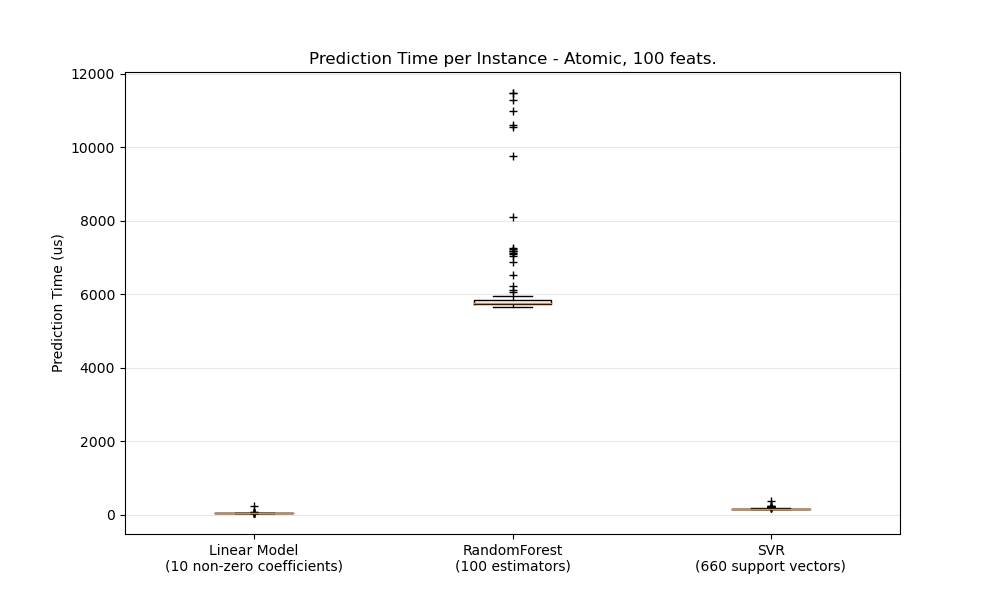 Prediction Time per Instance - Atomic, 100 feats.
12000
10000
8000
6000
4000
2000
0
Prediction Time (us)
Linear Model
(10 non-zero coefficients)
RandomForest
(100 estimators)
SVR
(660 support vectors)